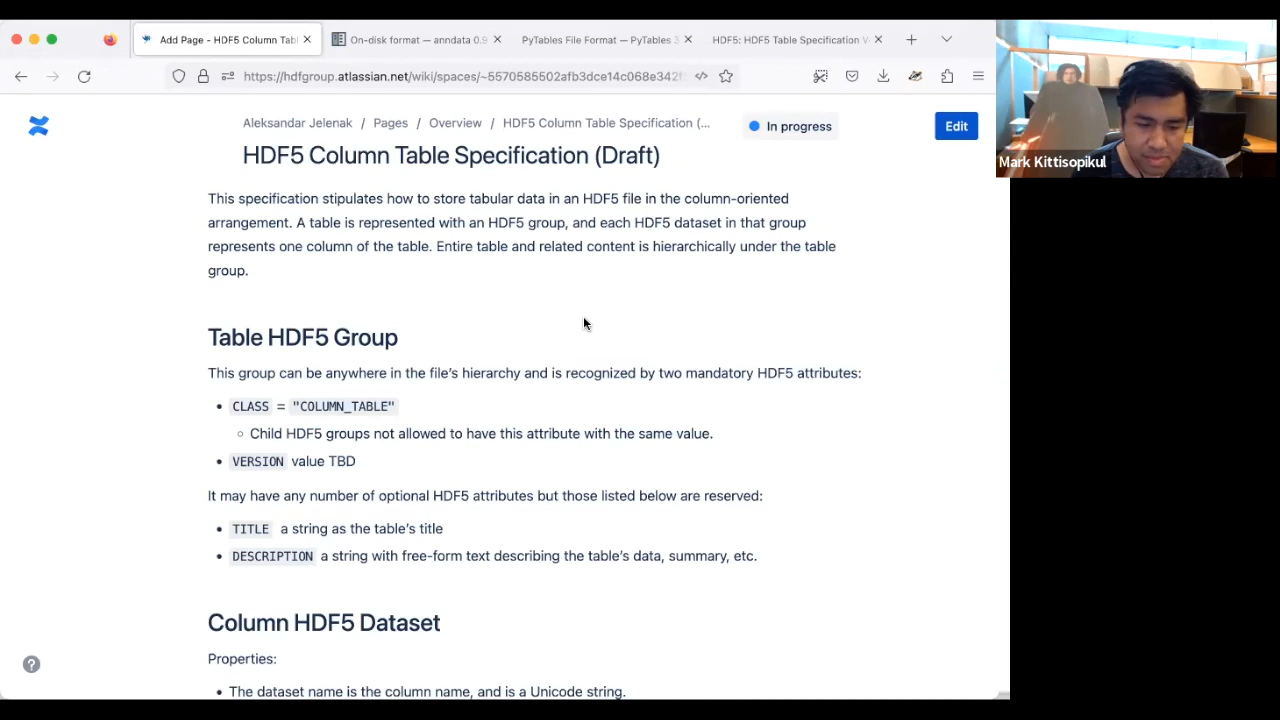 Add Page - HDF5 Column Tabl
On-disk format — anndata 0.9
PyTables File Format — PyTables 3
HDF5: HDF5 Table Specification V
https://hdfgroup.atlassian.net/wiki/spaces/~5570585502afb3dce14c068e342f
Mark Kittisopikul
Aleksandar Jelenak / Pages / Overview / HDF5 Column Table Specification (...
In progress
Edit
HDF5 Column Table Specification (Draft)
This specification stipulates how to store tabular data in an HDF5 file in the column-oriented
arrangement. A table is represented with an HDF5 group, and each HDF5 dataset in that group
represents one column of the table. Entire table and related content is hierarchically under the table
group.
Table HDF5 Group
This group can be anywhere in the file's hierarchy and is recognized by two mandatory HDF5 attributes:
• CLASS = "COLUMN_TABLE"
◦ Child HDF5 groups not allowed to have this attribute with the same value.
• VERSION value TBD
It may have any number of optional HDF5 attributes but those listed below are reserved:
• TITLE a string as the table's title
• DESCRIPTION a string with free-form text describing the table's data, summary, etc.
Column HDF5 Dataset
Properties:
• The dataset name is the column name, and is a Unicode string.